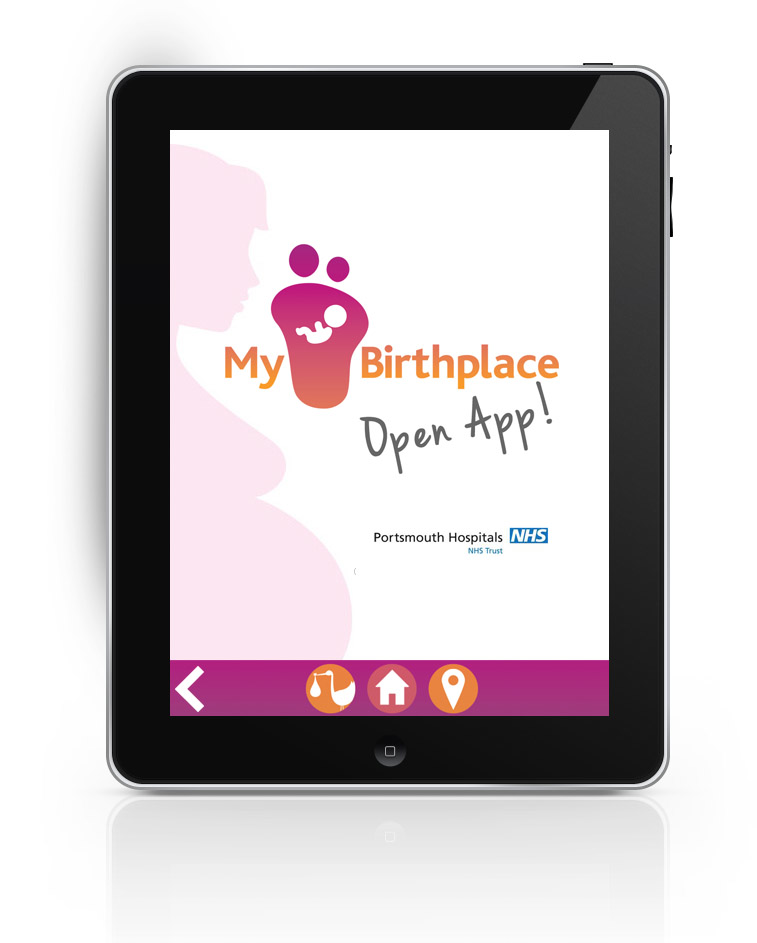 My Birthplace
Open App!
Portsmouth Hospitals NHS
NHS Trust